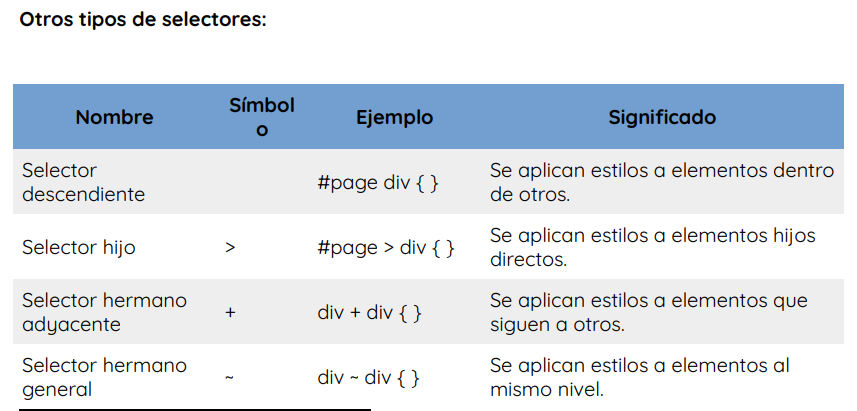 Otros tipos de selectores:
Nombre Símbol
o Ejemplo Significado
Selector
descendiente #page div { } Se aplican estilos a elementos dentro
de otros.
Selector hijo > #page > div { } Se aplican estilos a elementos hijos
directos.
Selector hermano
adyacente + div + div { } Se aplican estilos a elementos que
siguen a otros.
Selector hermano
general ~ div ~ div { } Se aplican estilos a elementos al
mismo nivel.